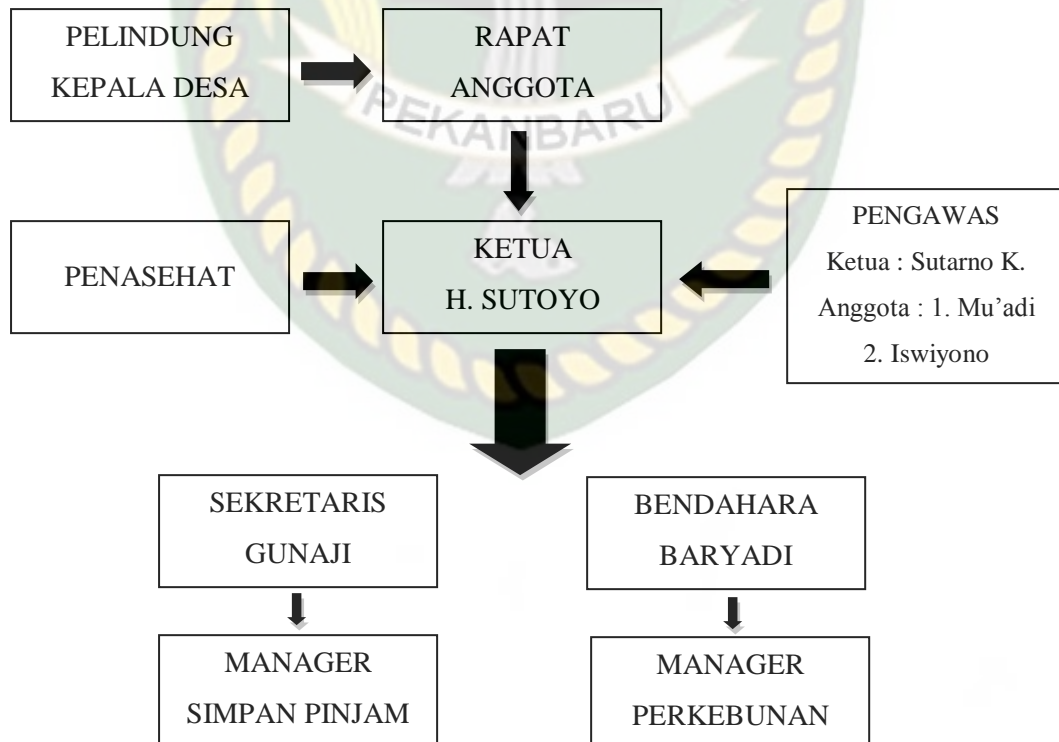 PELINDUNG
KEPALA DESA
RAPAT
ANGGOTA
PEKANBARU
PENASEHAT
KETUA
H. SUTOYO
PENGAWAS
Ketua : Sutarno K.
Anggota : 1. Mu’adi
2. Iswiyono
SEKRETARIS
GUNAJI
BENDAHARA
BARYADI
MANAGER
SIMPAN PINJAM
MANAGER
PERKEBUNAN